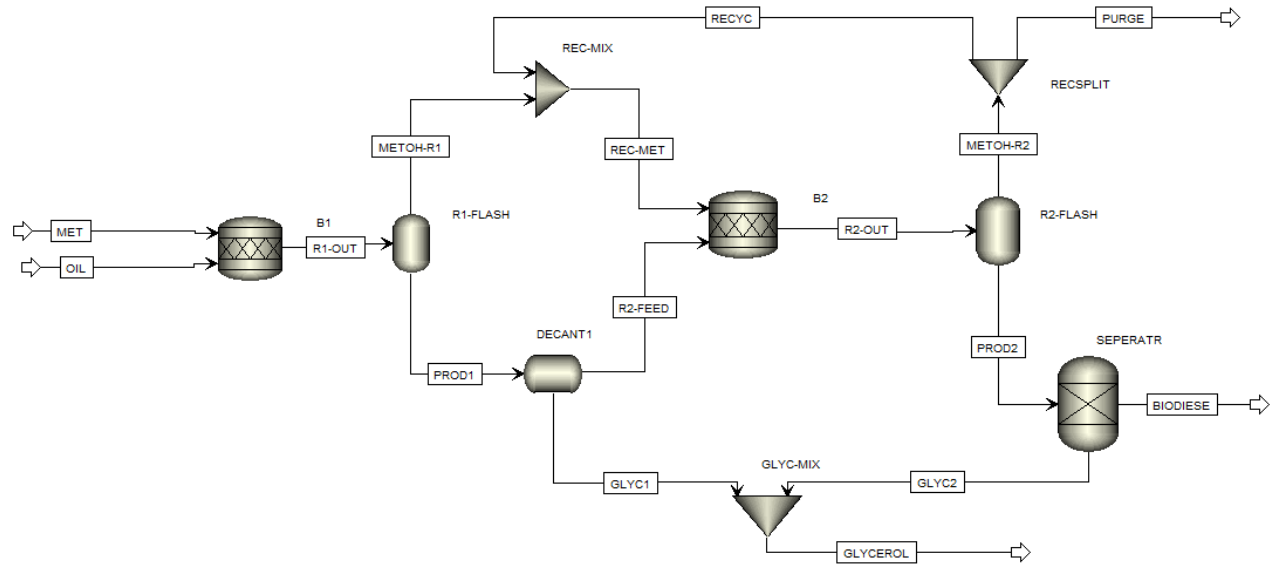 RECYC
PURGE
REC-MIX
RECSPLIT
METOH-R1
REC-MET
METOH-R2
MET
B1
R1-FLASH
B2
R2-FLASH
R1-OUT
R2-OUT
OIL
R2-FEED
DECANT1
SEPERATR
PROD1
PROD2
BIODIESE
GLYC-MIX
GLYC1
GLYC2
GLYCEROL